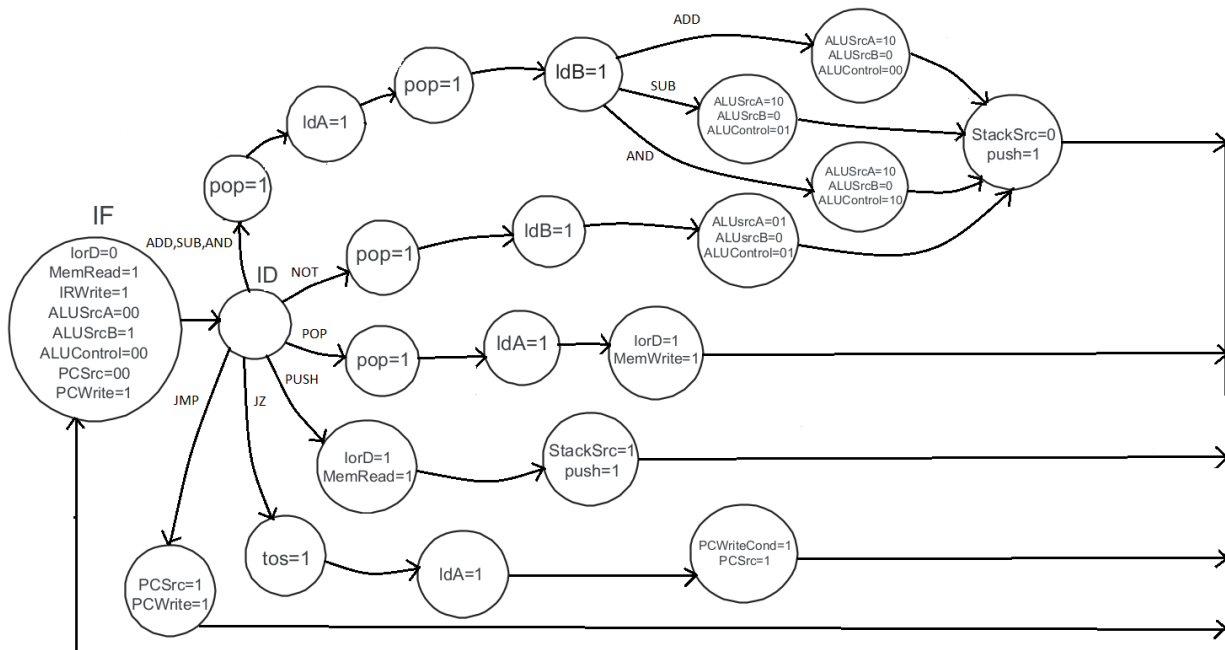 IF
IorD=0
MemRead=1
IRWrite=1
ALUSrcA=00
ALUSrcB=1
ALUControl=00
PCSrc=00
PCWrite=1
ID
ADD,SUB,AND
pop=1
ldA=1
pop=1
ldB=1
ADD
ALUSrcA=10
ALUSrcB=0
ALUControl=00
SUB
ALUSrcA=10
ALUSrcB=0
ALUControl=01
AND
ALUSrcA=10
ALUSrcB=0
ALUControl=10
StackSrc=0
push=1
NOT
pop=1
ldB=1
ALUsrcA=01
ALUsrcB=0
ALUControl=01
POP
pop=1
ldA=1
IorD=1
MemWrite=1
PUSH
IorD=1
MemRead=1
StackSrc=1
push=1
JZ
tos=1
ldA=1
PCWriteCond=1
PCSrc=1
JMP
PCSrc=1
PCWrite=1